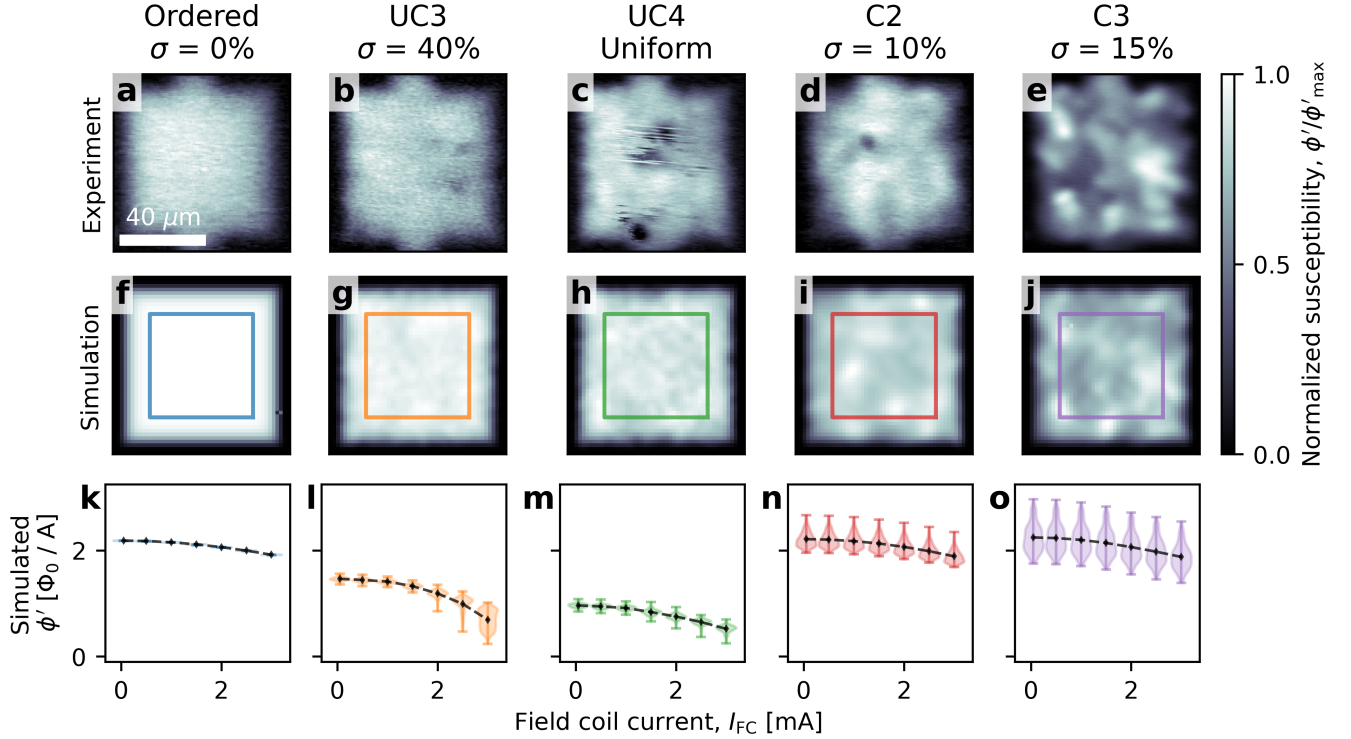 Ordered UC3 UC4 C2 C3
σ = 0% σ = 40% Uniform σ = 10% σ = 15%
Experiment
a b c d e
40 μm
1.0
0.5
0.0
Normalized susceptibility, ϕ′/ϕ′max
Simulation
f g h i j
k l m n o
Simulated
ϕ′ [Φ₀ / A]
2
0
0 2 0 2 0 2 0 2 0 2
Field coil current, I_FC [mA]